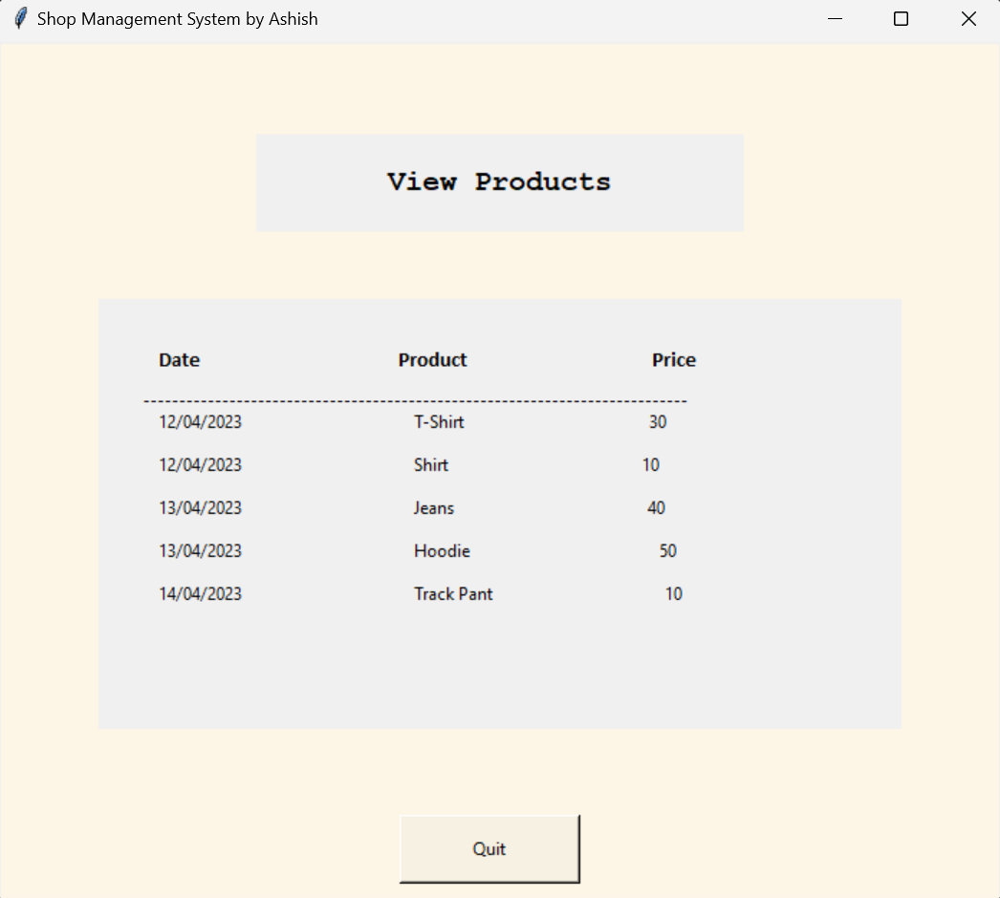 Shop Management System by Ashish
View Products
Date Product Price
--------------------------------------------------------------------------------
12/04/2023 T-Shirt 30
12/04/2023 Shirt 10
13/04/2023 Jeans 40
13/04/2023 Hoodie 50
14/04/2023 Track Pant 10
Quit